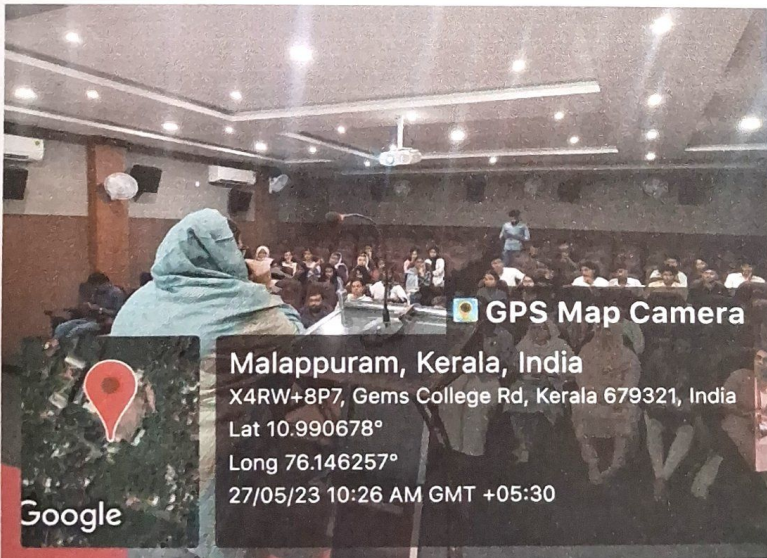 GPS Map Camera
Malappuram, Kerala, India
X4RW+8P7, Gems College Rd, Kerala 679321, India
Lat 10.990678°
Long 76.146257°
27/05/23 10:26 AM GMT +05:30
Google